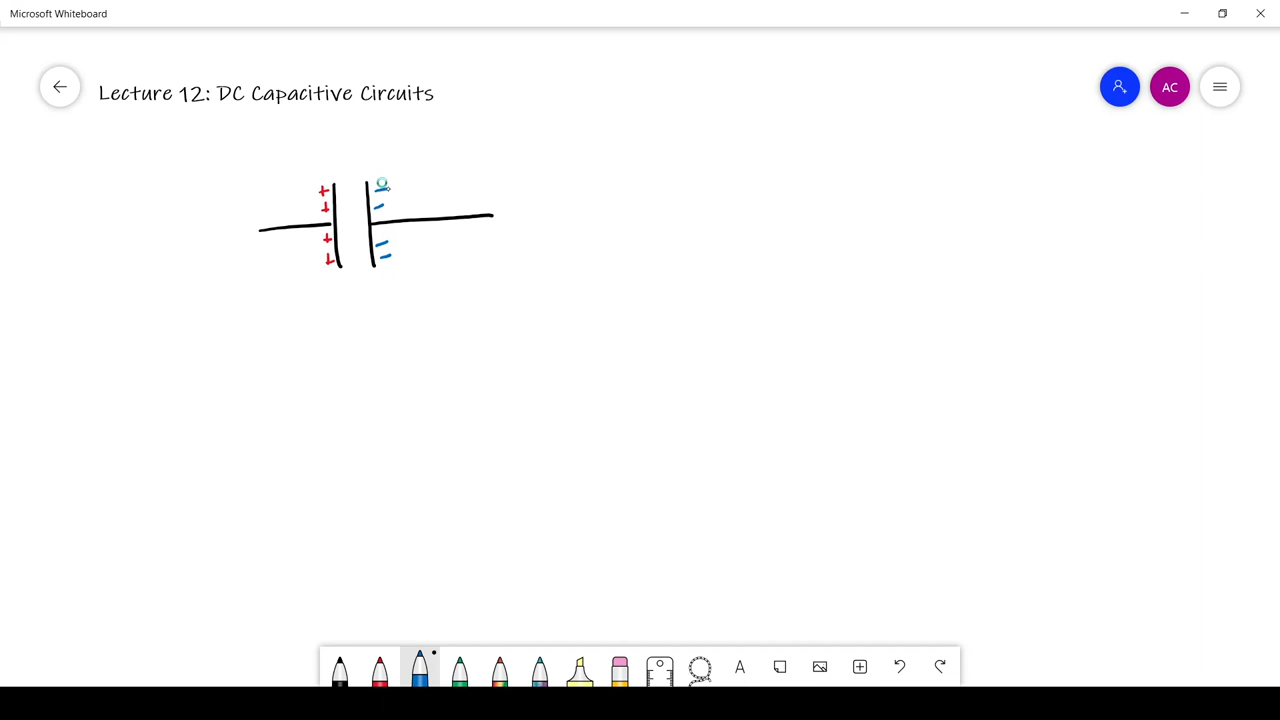 Microsoft Whiteboard
Lecture 12: DC Capacitive Circuits
AC
+ −
+ −
+ −
+ −
A